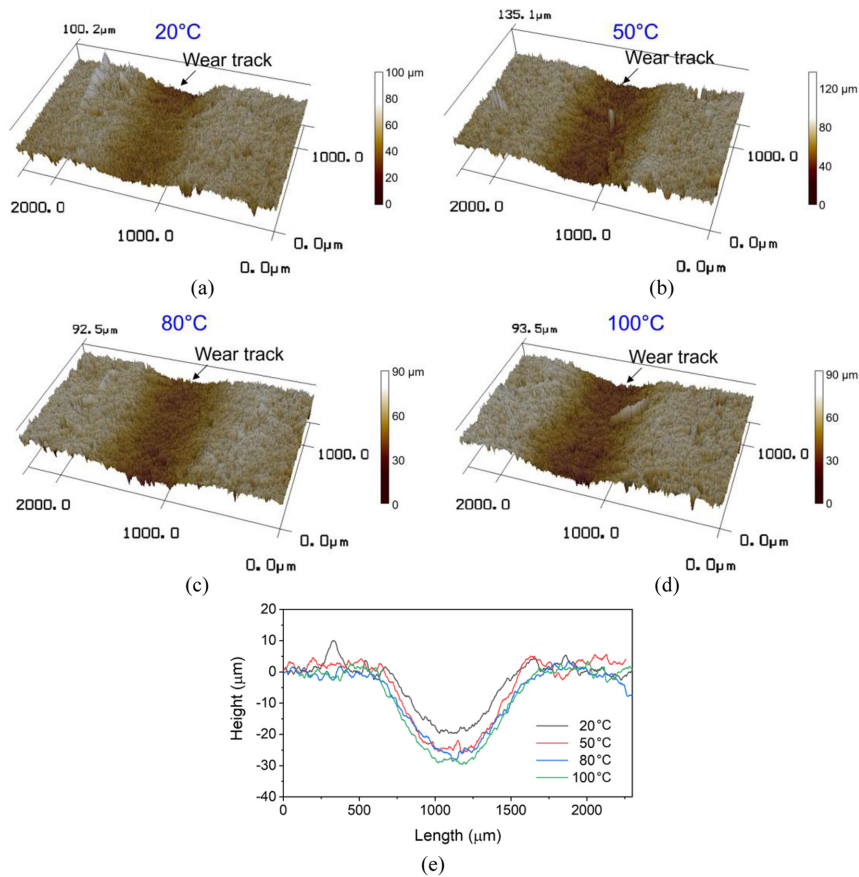 20°C
100.2μm
Wear track
100 μm
80
60
40
20
0
1000.0
2000.0
1000.0
0.0μm
0.0μm
(a)
50°C
135.1μm
Wear track
120 μm
80
40
0
1000.0
2000.0
1000.0
0.0μm
0.0μm
(b)
80°C
92.5μm
Wear track
90 μm
60
30
0
1000.0
2000.0
1000.0
0.0μm
0.0μm
(c)
100°C
93.5μm
Wear track
90 μm
60
30
0
1000.0
2000.0
1000.0
0.0μm
0.0μm
(d)
20
10
0
-10
-20
-30
-40
Height (μm)
20°C
50°C
80°C
100°C
0 500 1000 1500 2000
Length (μm)
(e)